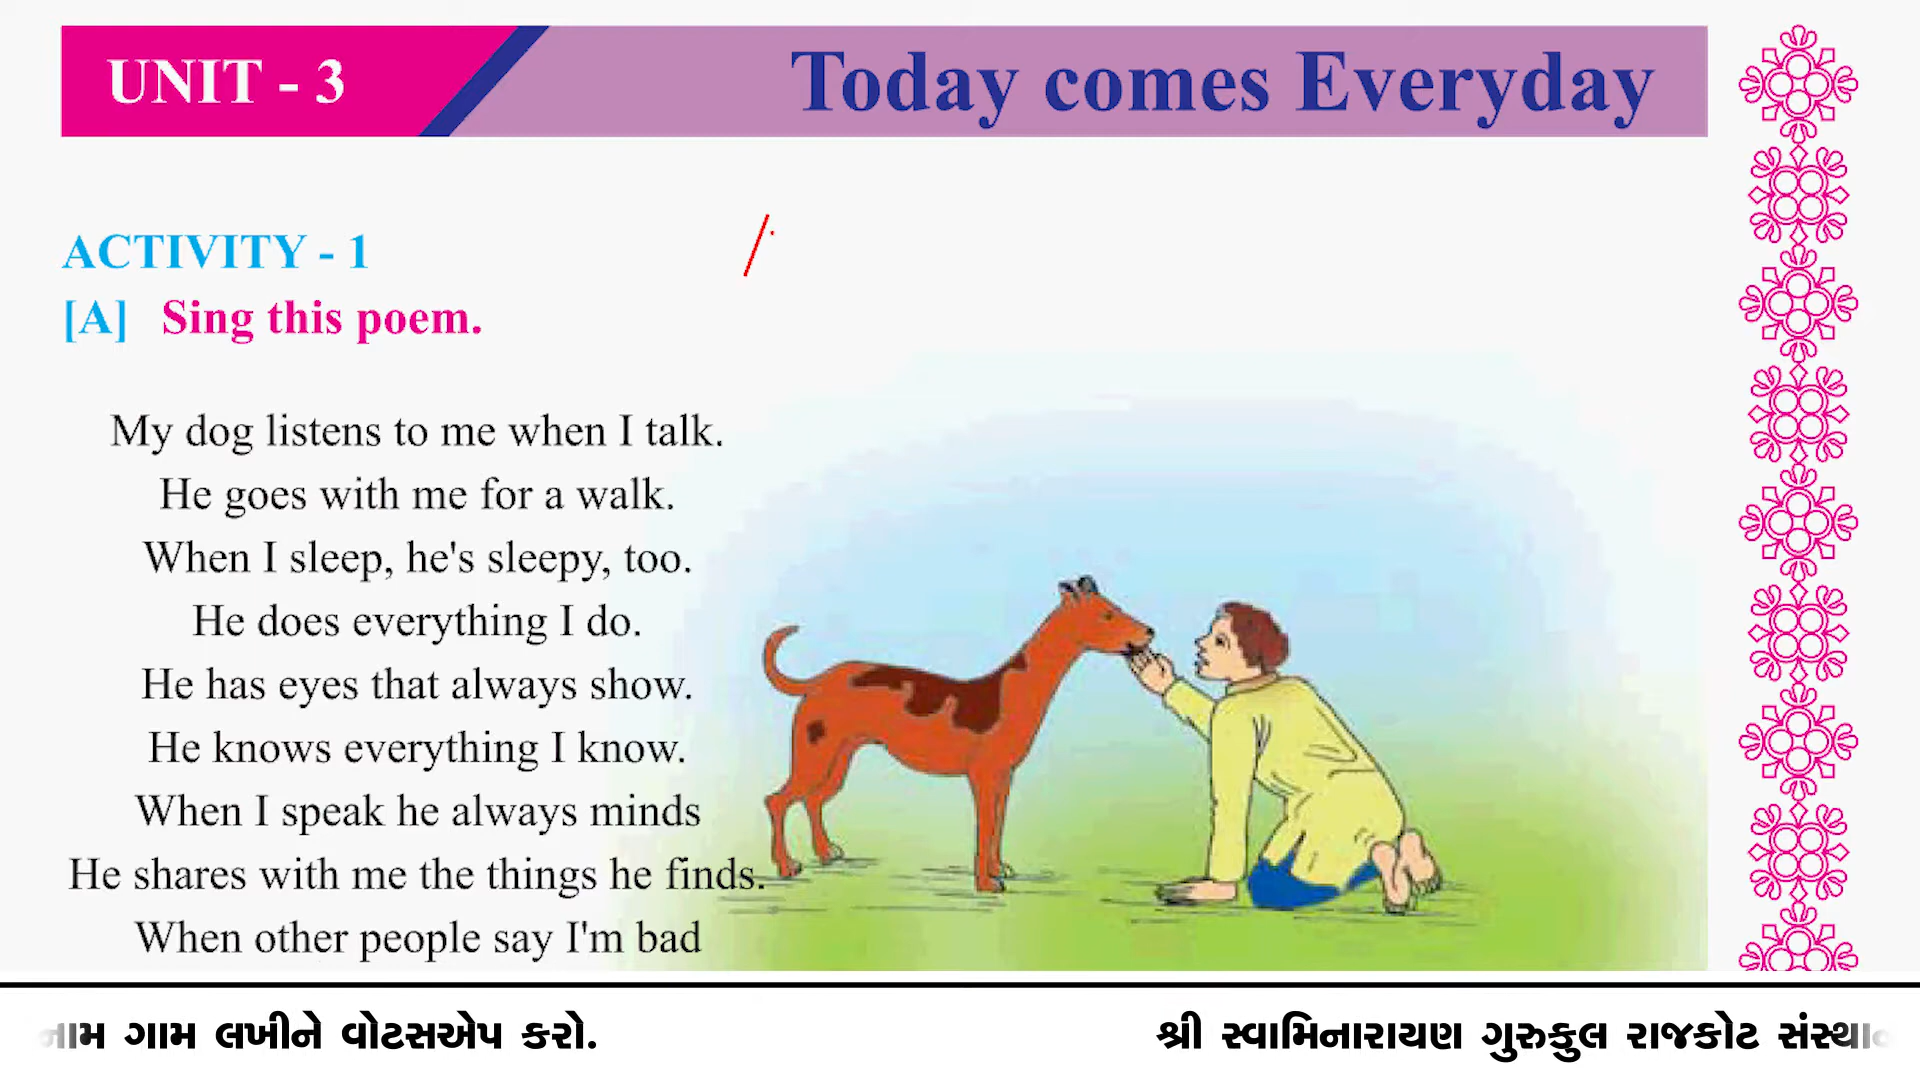 UNIT - 3
Today comes Everyday
ACTIVITY - 1
[A] Sing this poem.
My dog listens to me when I talk.
He goes with me for a walk.
When I sleep, he's sleepy, too.
He does everything I do.
He has eyes that always show.
He knows everything I know.
When I speak he always minds
He shares with me the things he finds.
When other people say I'm bad
નામ ગામ લખીને વોટસએપ કરો. શ્રી સ્વામિનારાયણ ગુરુકુલ રાજકોટ